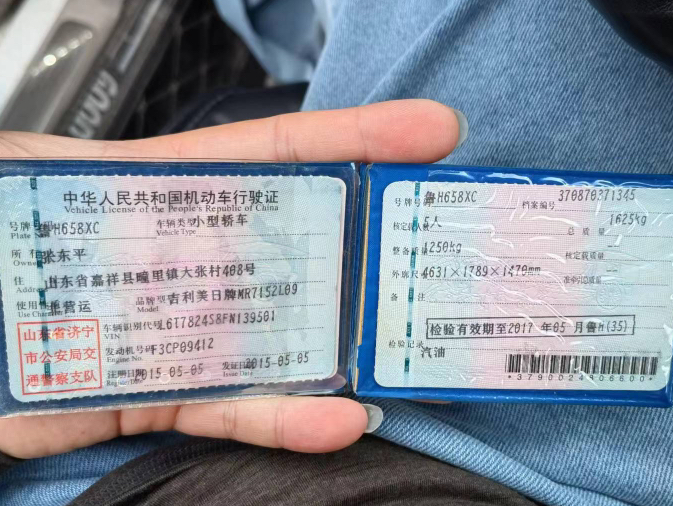 中华人民共和国机动车行驶证
Vehicle License of the People's Republic of China
号牌号码 鲁H658XC 车辆类型 小型轿车
Plate No. Vehicle Type
所有人 张东平
Owner
住址 山东省嘉祥县疃里镇大张村408号
Address
使用性质 非营运 品牌型号 吉利美日牌MR7152L09
Use Character Model
山东省济宁
市公安局交
通警察支队
车辆识别代号 L6T7824S8FN139501
VIN
发动机号码 F3CP09412
Engine No.
注册日期 2015-05-05 发证日期 2015-05-05
Register Date Issue Date
号牌号码 鲁H658XC 档案编号 370870371345
核定载人数 5人 总质量 1625kg
整备质量 1250kg 核定载质量
外廓尺寸 4631×1789×1470mm 准牵引总质量
备注
检验有效期至2017年05月鲁H(35)
检验记录
汽油